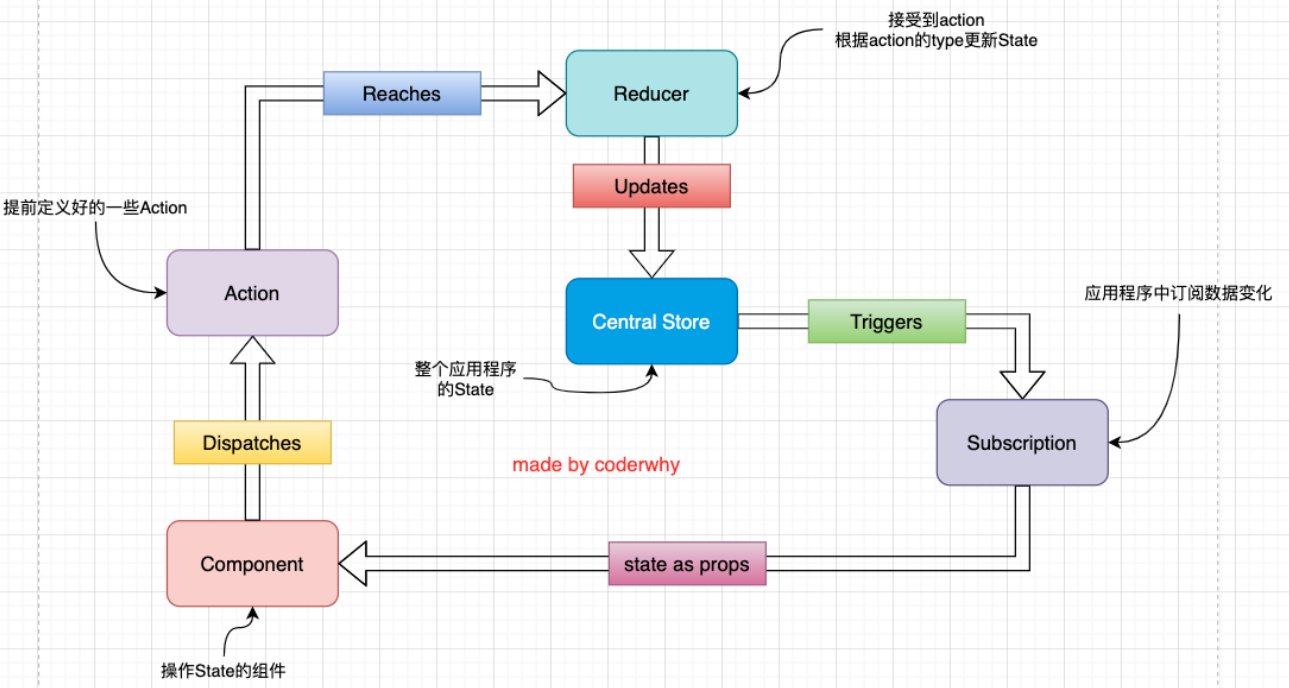 接受到action
根据action的type更新State
Reaches
Reducer
Updates
提前定义好的一些Action
Action
Central Store
Triggers
应用程序中订阅数据变化
整个应用程序
的State
Dispatches
Subscription
made by coderwhy
Component
state as props
操作State的组件